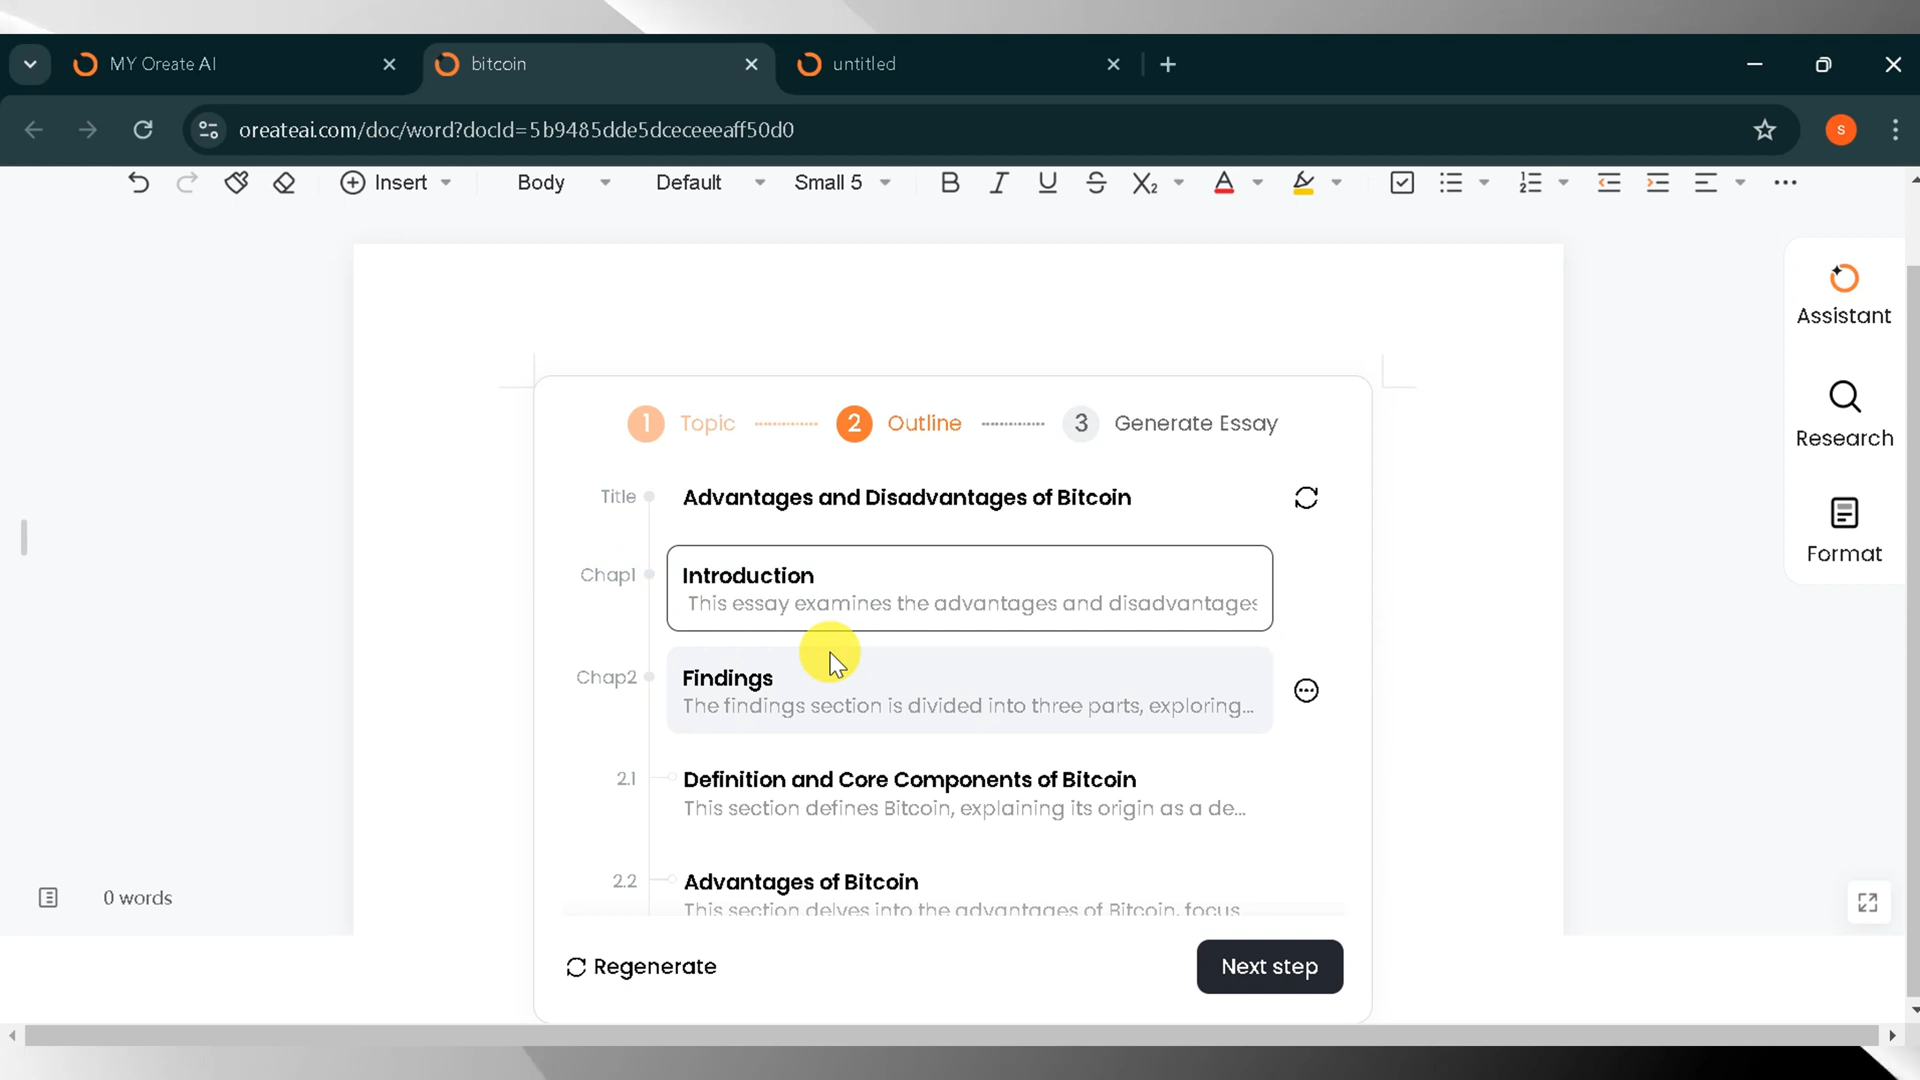 MY Oreate AI
bitcoin
untitled
oreateai.com/doc/word?docId=5b9485dde5dceceeeaff50d0
S
Insert
Body
Default
Small 5
Assistant
Research
Format
1 Topic
2 Outline
3 Generate Essay
Title
Advantages and Disadvantages of Bitcoin
Chap1
Introduction
This essay examines the advantages and disadvantages
Chap2
Findings
The findings section is divided into three parts, exploring...
2.1
Definition and Core Components of Bitcoin
This section defines Bitcoin, explaining its origin as a de...
2.2
Advantages of Bitcoin
This section delves into the advantages of Bitcoin, focus
0 words
Regenerate
Next step